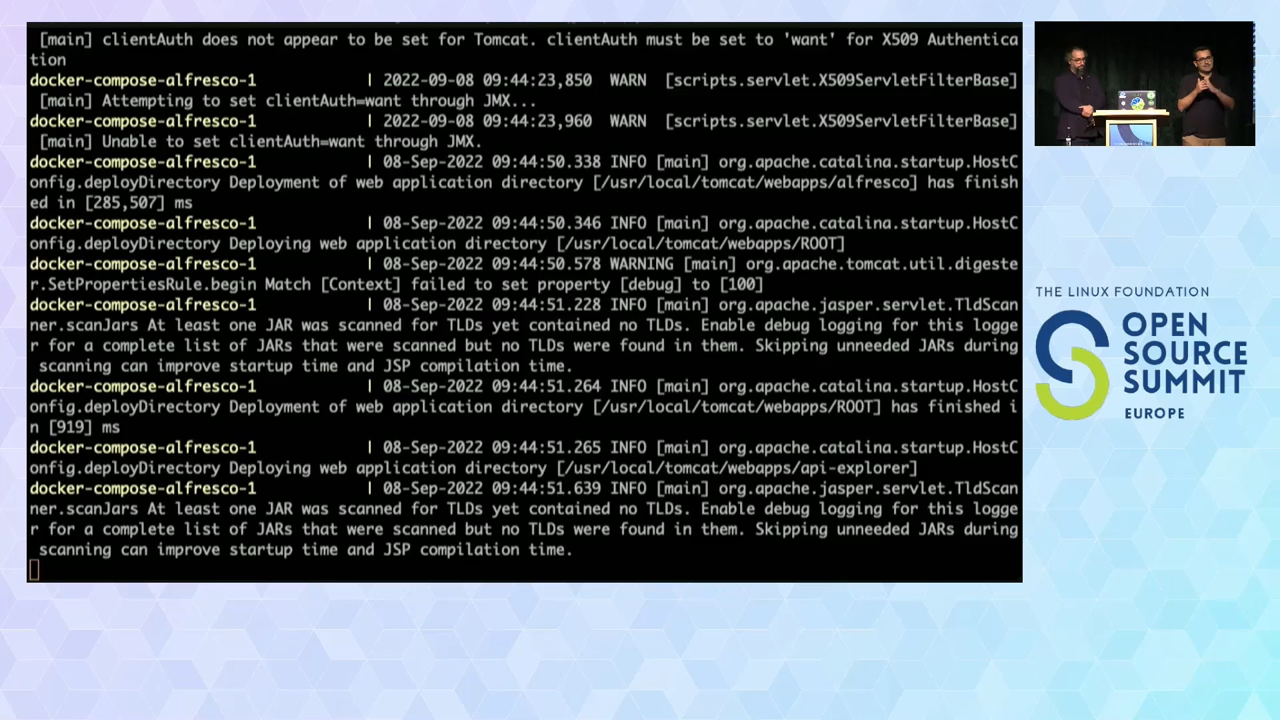 [main] clientAuth does not appear to be set for Tomcat. clientAuth must be set to 'want' for X509 Authentica
tion
docker-compose-alfresco-1 | 2022-09-08 09:44:23,850 WARN [scripts.servlet.X509ServletFilterBase]
[main] Attempting to set clientAuth=want through JMX...
docker-compose-alfresco-1 | 2022-09-08 09:44:23,960 WARN [scripts.servlet.X509ServletFilterBase]
[main] Unable to set clientAuth=want through JMX.
docker-compose-alfresco-1 | 08-Sep-2022 09:44:50.338 INFO [main] org.apache.catalina.startup.HostC
onfig.deployDirectory Deployment of web application directory [/usr/local/tomcat/webapps/alfresco] has finish
ed in [285,507] ms
docker-compose-alfresco-1 | 08-Sep-2022 09:44:50.346 INFO [main] org.apache.catalina.startup.HostC
onfig.deployDirectory Deploying web application directory [/usr/local/tomcat/webapps/ROOT]
docker-compose-alfresco-1 | 08-Sep-2022 09:44:50.578 WARNING [main] org.apache.tomcat.util.digeste
r.SetPropertiesRule.begin Match [Context] failed to set property [debug] to [100]
docker-compose-alfresco-1 | 08-Sep-2022 09:44:51.228 INFO [main] org.apache.jasper.servlet.TldScan
ner.scanJars At least one JAR was scanned for TLDs yet contained no TLDs. Enable debug logging for this logge
r for a complete list of JARs that were scanned but no TLDs were found in them. Skipping unneeded JARs during
scanning can improve startup time and JSP compilation time.
docker-compose-alfresco-1 | 08-Sep-2022 09:44:51.264 INFO [main] org.apache.catalina.startup.HostC
onfig.deployDirectory Deployment of web application directory [/usr/local/tomcat/webapps/ROOT] has finished i
n [919] ms
docker-compose-alfresco-1 | 08-Sep-2022 09:44:51.265 INFO [main] org.apache.catalina.startup.HostC
onfig.deployDirectory Deploying web application directory [/usr/local/tomcat/webapps/api-explorer]
docker-compose-alfresco-1 | 08-Sep-2022 09:44:51.639 INFO [main] org.apache.jasper.servlet.TldScan
ner.scanJars At least one JAR was scanned for TLDs yet contained no TLDs. Enable debug logging for this logge
r for a complete list of JARs that were scanned but no TLDs were found in them. Skipping unneeded JARs during
scanning can improve startup time and JSP compilation time.
THE LINUX FOUNDATION
OPEN
SOURCE
SUMMIT
EUROPE